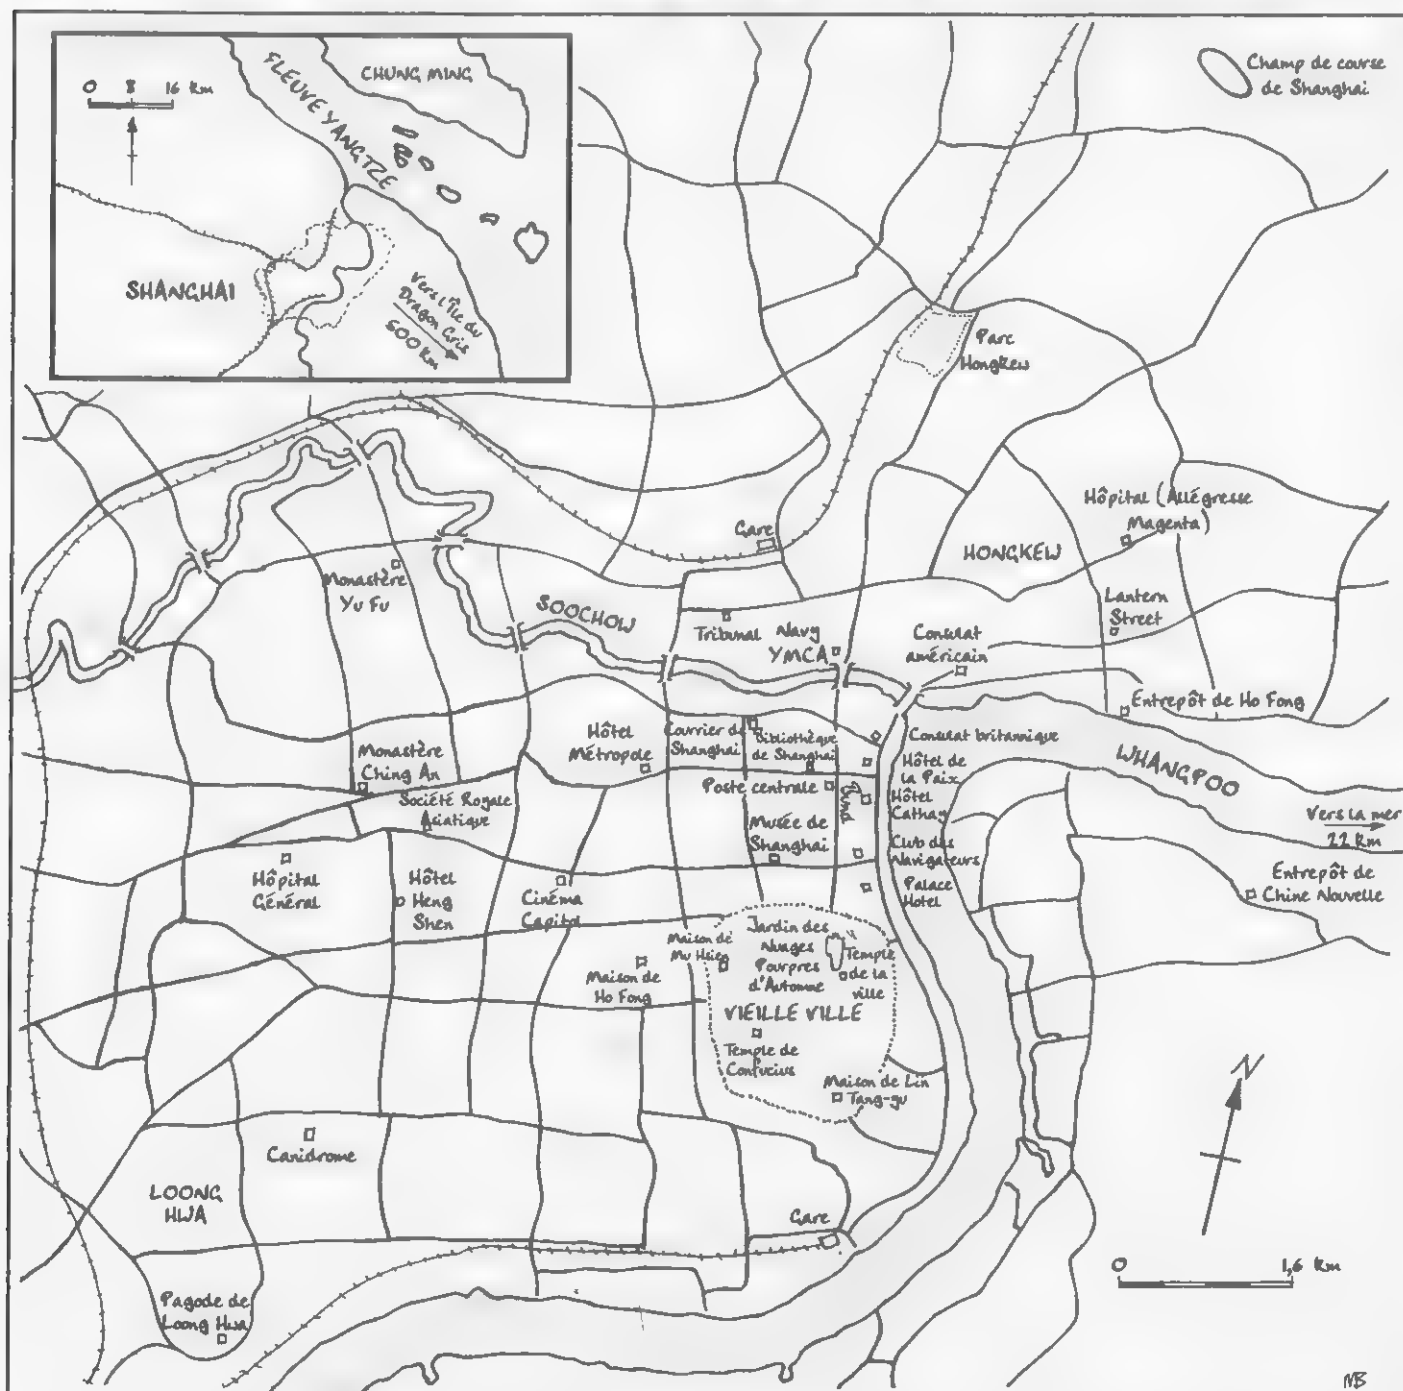 0 8 16 Km
CHUNG MING
FLEUVE YANGTZE
SHANGHAI
Vers l'Île du
Dragon Gris
500 Km
Champ de course
de Shanghai
Parc
Hongkew
Gare
Hôpital (Allégresse
Magenta)
HONGKEW
Monastère
Yu Fu
SOOCHOW
Lantern
Street
Tribunal
Navy
YMCA
Consulat
américain
Entrepôt de Ho Fong
Monastère
Ching An
Hôtel
Métropole
Courrier de
Shanghai
Bibliothèque
de Shanghai
Consulat britannique
WHANGPOO
Société Royale
Asiatique
Poste centrale
Bund
Hôtel de
la Paix
Hôtel
Cathay
Vers la mer
22 Km
Musée de
Shanghai
Club des
Navigateurs
Hôpital
Général
Hôtel
Heng
Shen
Cinéma
Capitol
Palace
Hotel
Entrepôt de
Chine Nouvelle
Maison de
Mu Hsien
Jardin des
Nuages
Pourpres
d'Automne
Temple
de la
ville
Maison de
Ho Fong
VIEILLE VILLE
Temple de
Confucius
Maison de Lin
Tang-yu
N
Canidrome
LOONG
HWA
Gare
0 1,6 Km
Pagode de
Loong Hwa
MB